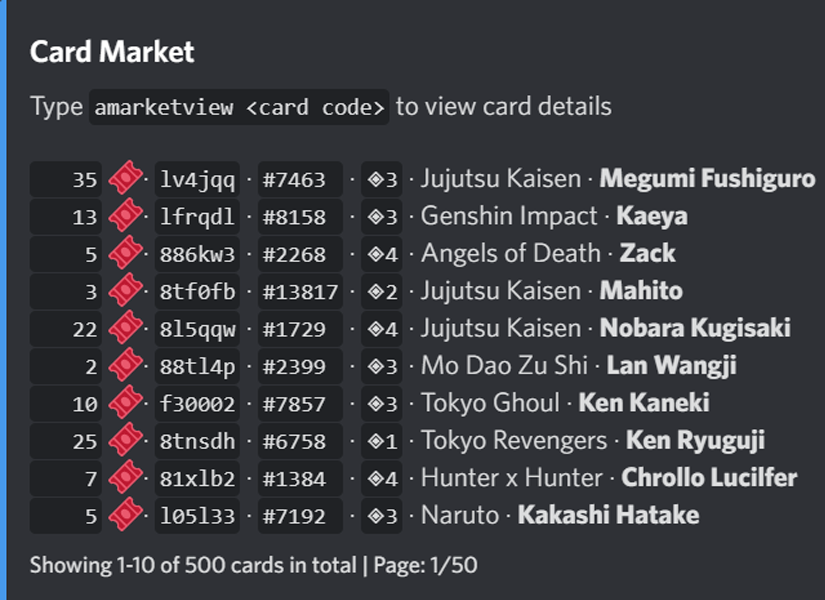 Card Market
Type amarketview <card code> to view card details
35 · lv4jqq · #7463 · ◈3 · Jujutsu Kaisen · Megumi Fushiguro
13 · lfrqdl · #8158 · ◈3 · Genshin Impact · Kaeya
5 · 886kw3 · #2268 · ◈4 · Angels of Death · Zack
3 · 8tf0fb · #13817 · ◈2 · Jujutsu Kaisen · Mahito
22 · 8l5qqw · #1729 · ◈4 · Jujutsu Kaisen · Nobara Kugisaki
2 · 88tl4p · #2399 · ◈3 · Mo Dao Zu Shi · Lan Wangji
10 · f30002 · #7857 · ◈3 · Tokyo Ghoul · Ken Kaneki
25 · 8tnsdh · #6758 · ◈1 · Tokyo Revengers · Ken Ryuguji
7 · 81xlb2 · #1384 · ◈4 · Hunter x Hunter · Chrollo Lucilfer
5 · l05l33 · #7192 · ◈3 · Naruto · Kakashi Hatake
Showing 1-10 of 500 cards in total | Page: 1/50